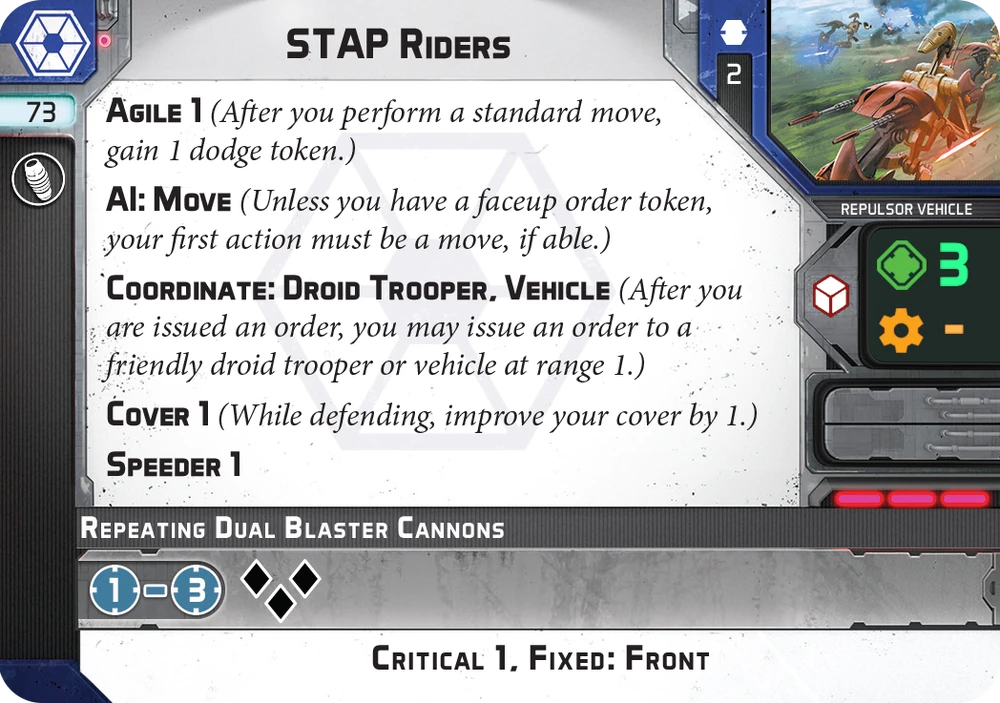 STAP Riders
73
2
Agile 1 (After you perform a standard move,
gain 1 dodge token.)
AI: Move (Unless you have a faceup order token,
your first action must be a move, if able.)
Coordinate: Droid Trooper, Vehicle (After you
are issued an order, you may issue an order to a
friendly droid trooper or vehicle at range 1.)
Cover 1 (While defending, improve your cover by 1.)
Speeder 1
REPULSOR VEHICLE
3
-
Repeating Dual Blaster Cannons
1-3
Critical 1, Fixed: Front